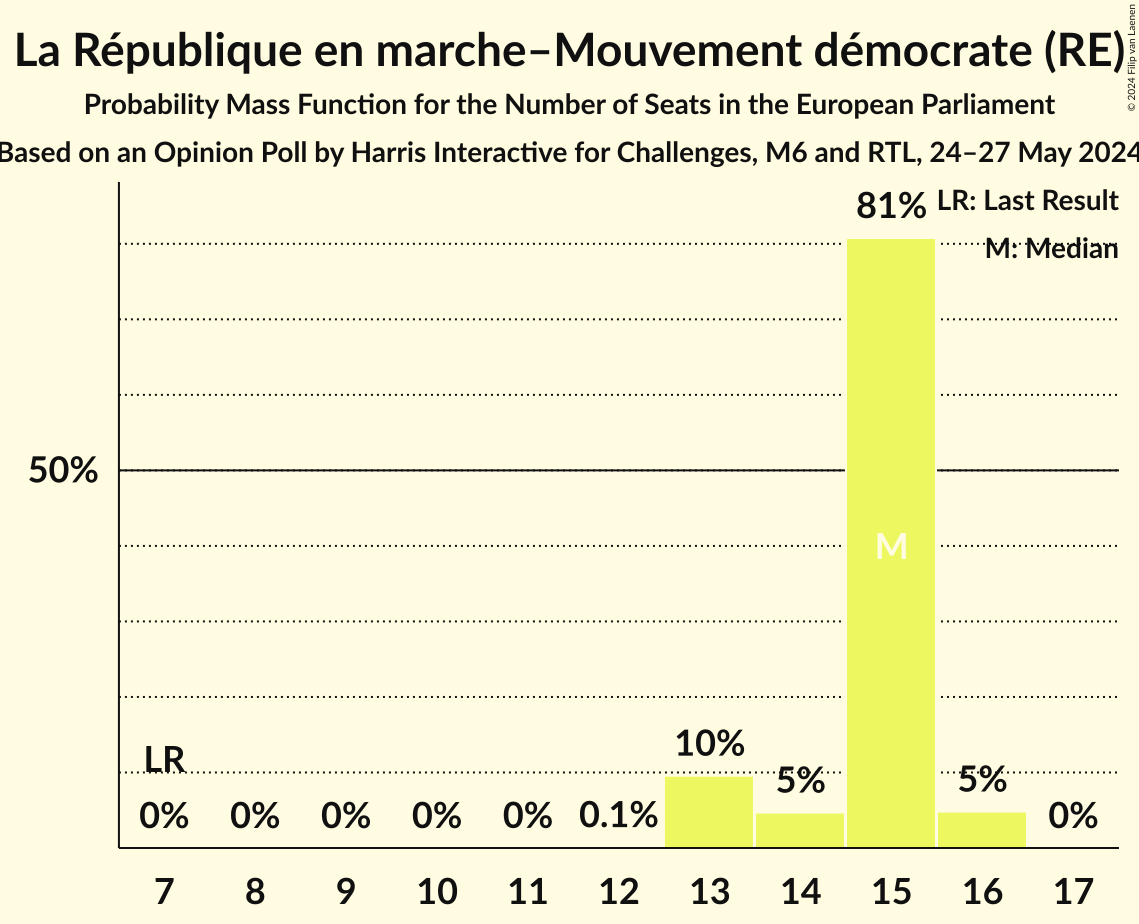 La République en marche–Mouvement démocrate (RE)
Probability Mass Function for the Number of Seats in the European Parliament
Based on an Opinion Poll by Harris Interactive for Challenges, M6 and RTL, 24–27 May 2024
© 2024 Filip van Laenen
81%
LR: Last Result
M: Median
50%
M
10%
LR
5%
5%
0%
0%
0%
0%
0%
0.1%
0%
7
8
9
10
11
12
13
14
15
16
17